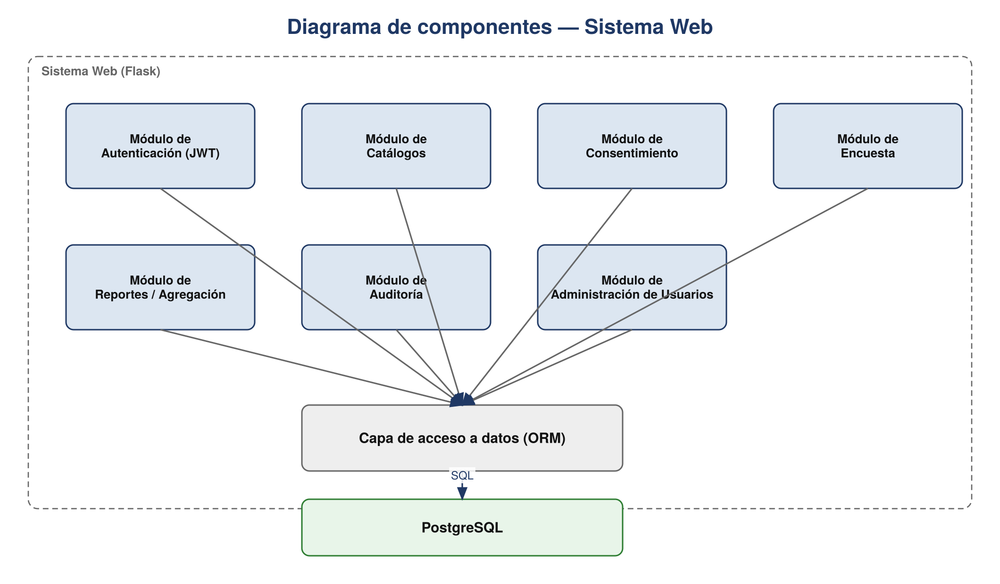 Diagrama de componentes — Sistema Web
Sistema Web (Flask)
Módulo de
Autenticación (JWT)
Módulo de
Catálogos
Módulo de
Consentimiento
Módulo de
Encuesta
Módulo de
Reportes / Agregación
Módulo de
Auditoría
Módulo de
Administración de Usuarios
Capa de acceso a datos (ORM)
SQL
PostgreSQL